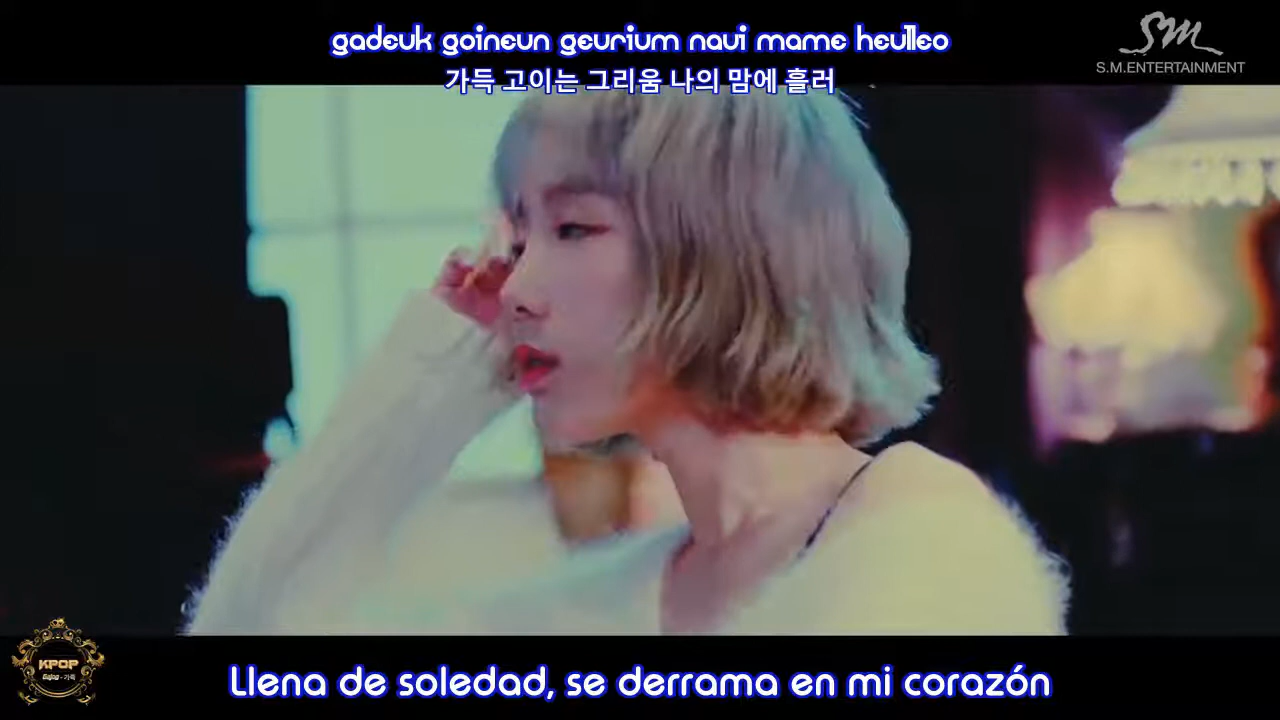 gadeuk goineun geurium naui mame heulleo
가득 고이는 그리움 나의 맘에 흘러
SM
S.M.ENTERTAINMENT
KPOP
Llena de soledad, se derrama en mi corazón